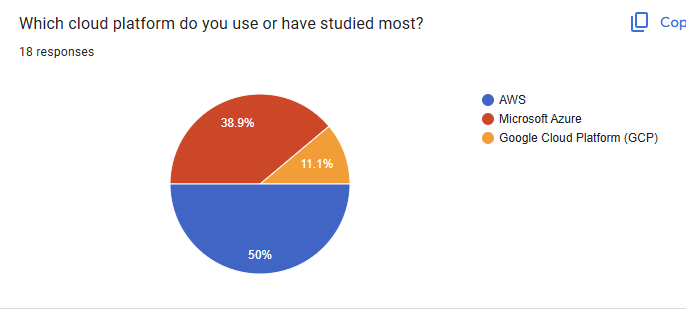 Which cloud platform do you use or have studied most?
Cop
18 responses
AWS
Microsoft Azure
Google Cloud Platform (GCP)
38.9%
11.1%
50%